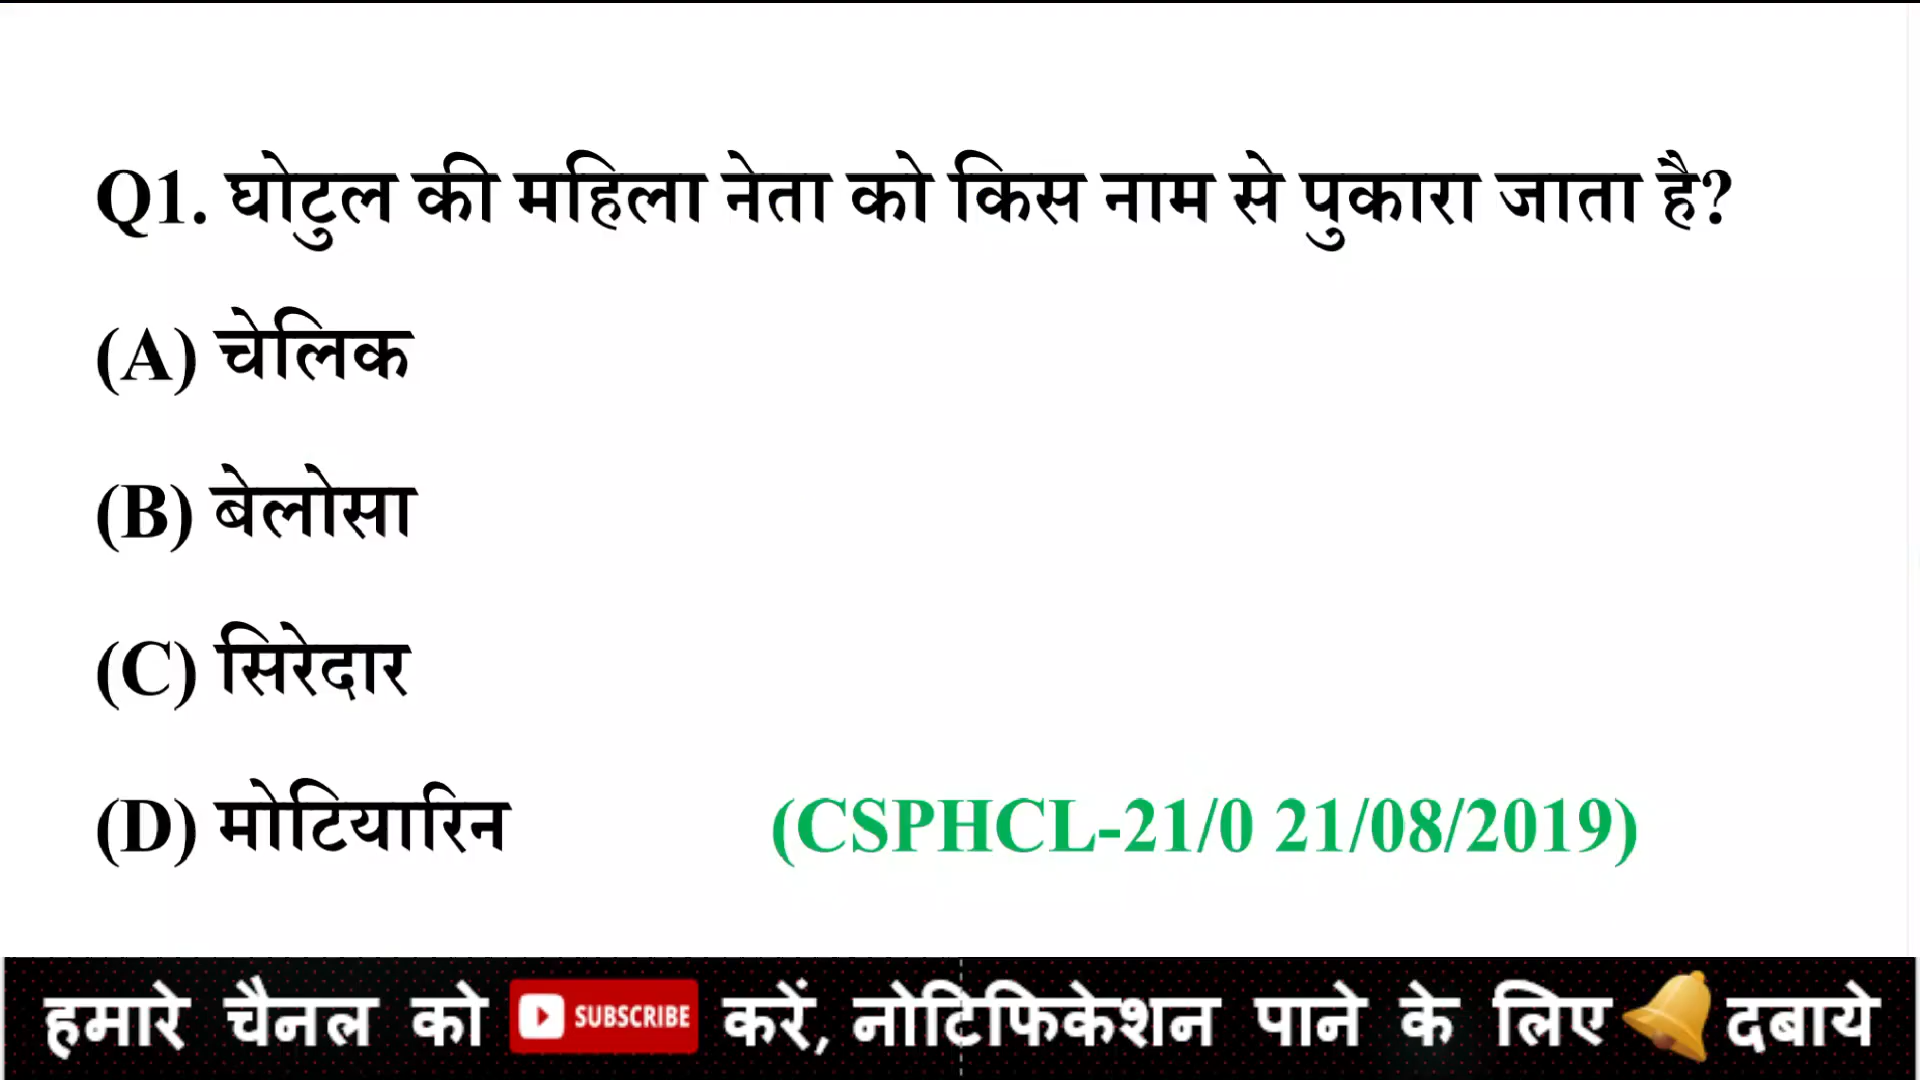 Q1. घोटुल की महिला नेता को किस नाम से पुकारा जाता है?
(A) चेलिक
(B) बेलोसा
(C) सिरेदार
(D) मोटियारिन (CSPHCL-21/0 21/08/2019)
हमारे चैनल को SUBSCRIBE करें, नोटिफिकेशन पाने के लिए दबाये